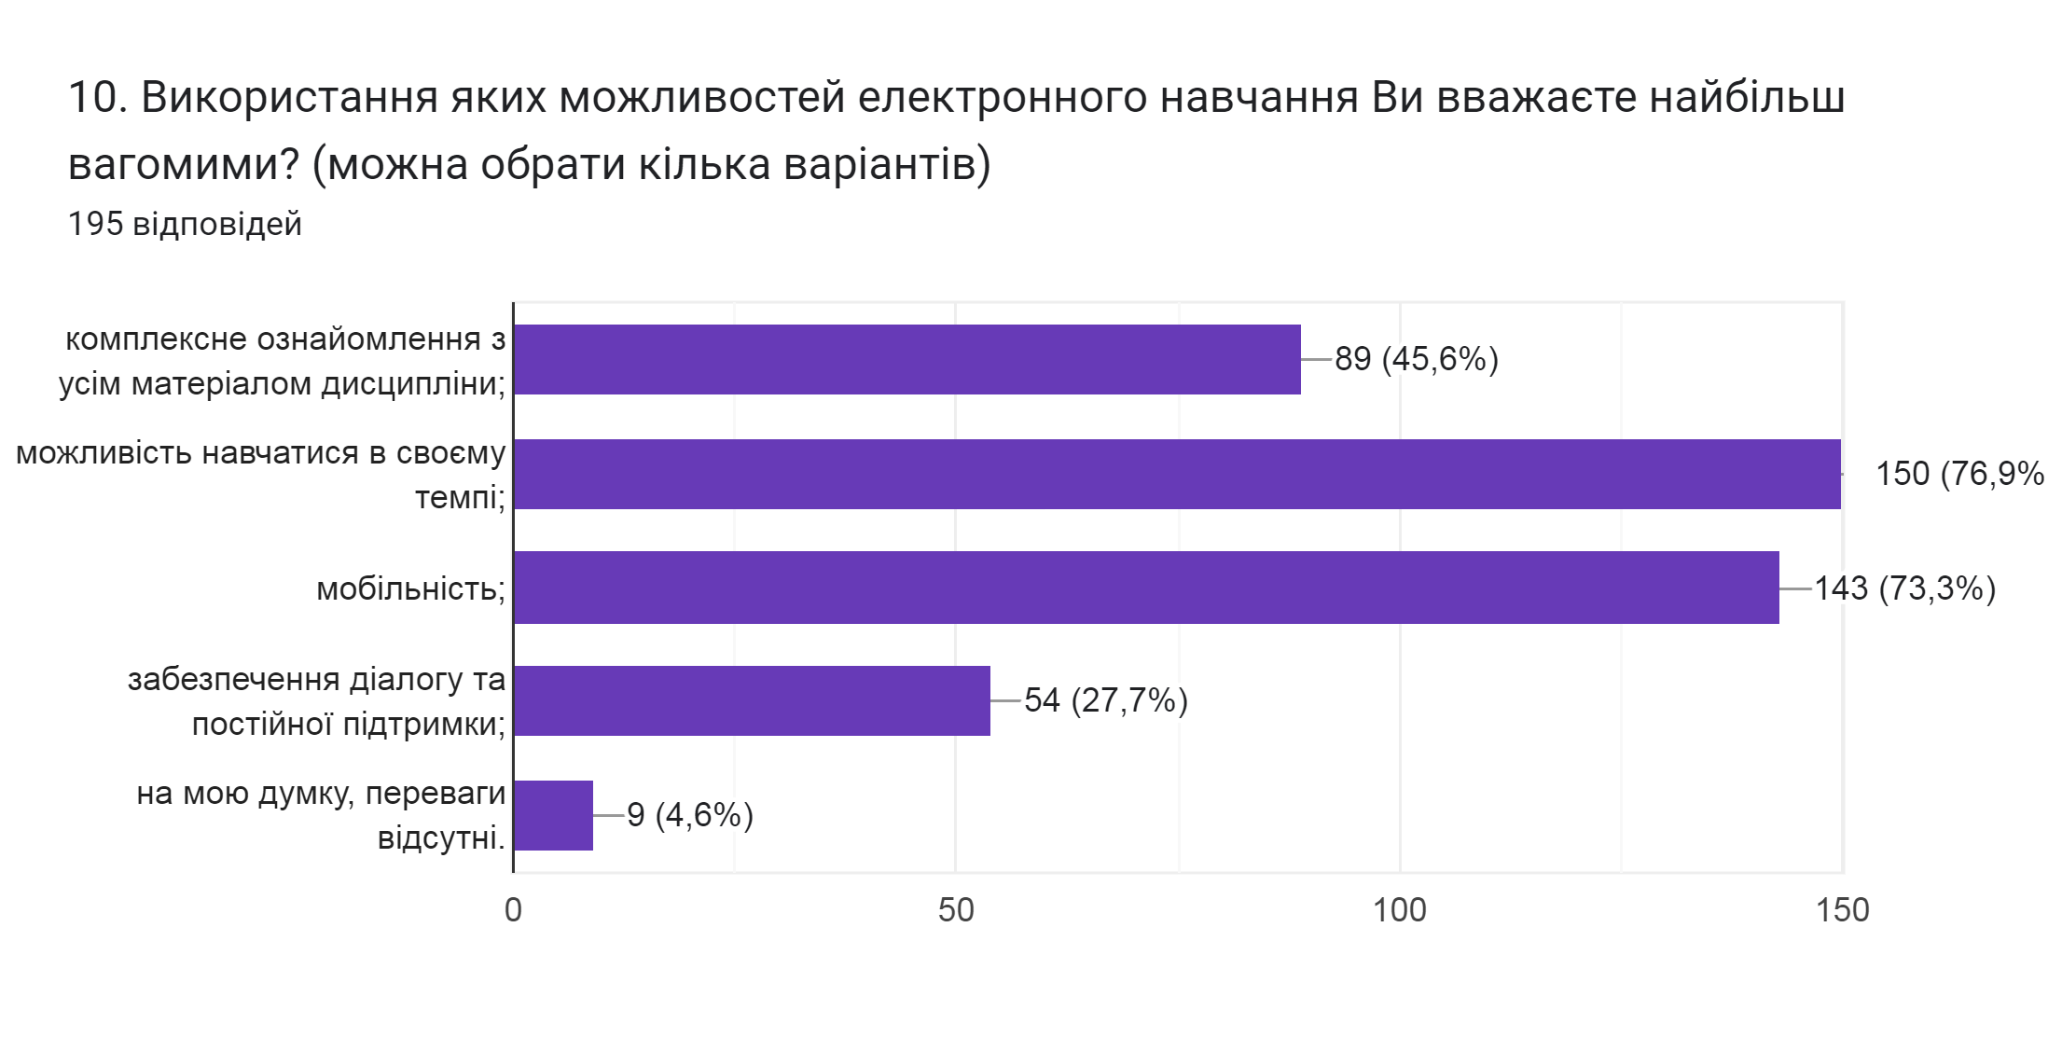 10. Використання яких можливостей електронного навчання Ви вважаєте найбільш
вагомими? (можна обрати кілька варіантів)
195 відповідей
комплексне ознайомлення з
усім матеріалом дисципліни;
89 (45,6%)
можливість навчатися в своєму
темпі;
150 (76,9%
мобільність;
143 (73,3%)
забезпечення діалогу та
постійної підтримки;
54 (27,7%)
на мою думку, переваги
відсутні.
9 (4,6%)
0
50
100
150